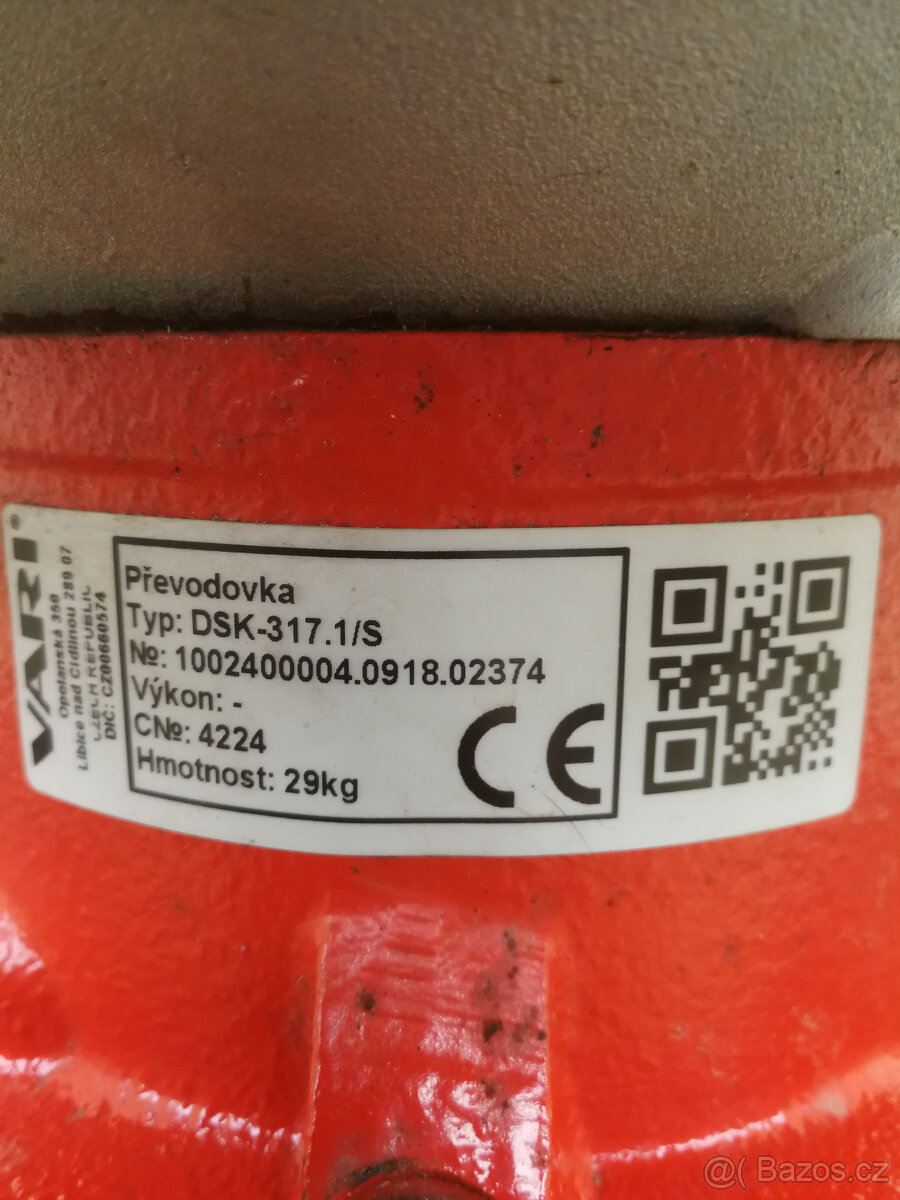 VARI®
Opolanská 350
Libice nad Cidlinou 289 07
CZECH REPUBLIC
DIČ: CZ00660574
Převodovka
Typ: DSK-317.1/S
№: 1002400004.0918.02374
Výkon: -
C№: 4224
Hmotnost: 29kg
CE
@( Bazos.cz